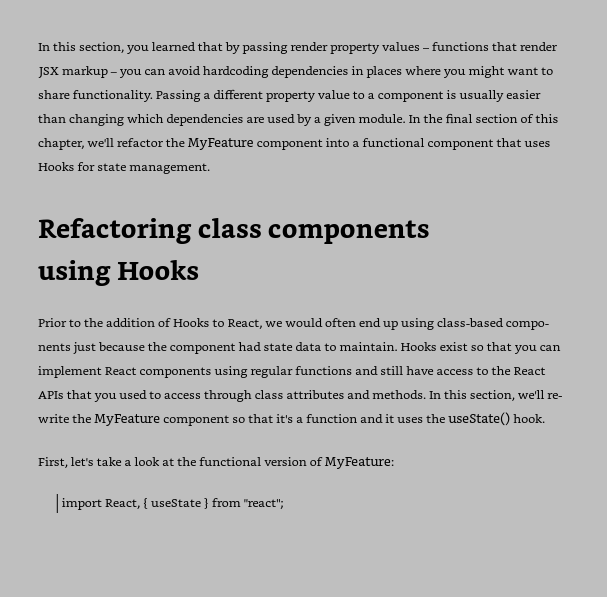 In this section, you learned that by passing render property values – functions that render
JSX markup – you can avoid hardcoding dependencies in places where you might want to
share functionality. Passing a different property value to a component is usually easier
than changing which dependencies are used by a given module. In the final section of this
chapter, we'll refactor the MyFeature component into a functional component that uses
Hooks for state management.
Refactoring class components
using Hooks
Prior to the addition of Hooks to React, we would often end up using class-based compo-
nents just because the component had state data to maintain. Hooks exist so that you can
implement React components using regular functions and still have access to the React
APIs that you used to access through class attributes and methods. In this section, we'll re-
write the MyFeature component so that it's a function and it uses the useState() hook.
First, let's take a look at the functional version of MyFeature:
import React, { useState } from "react";